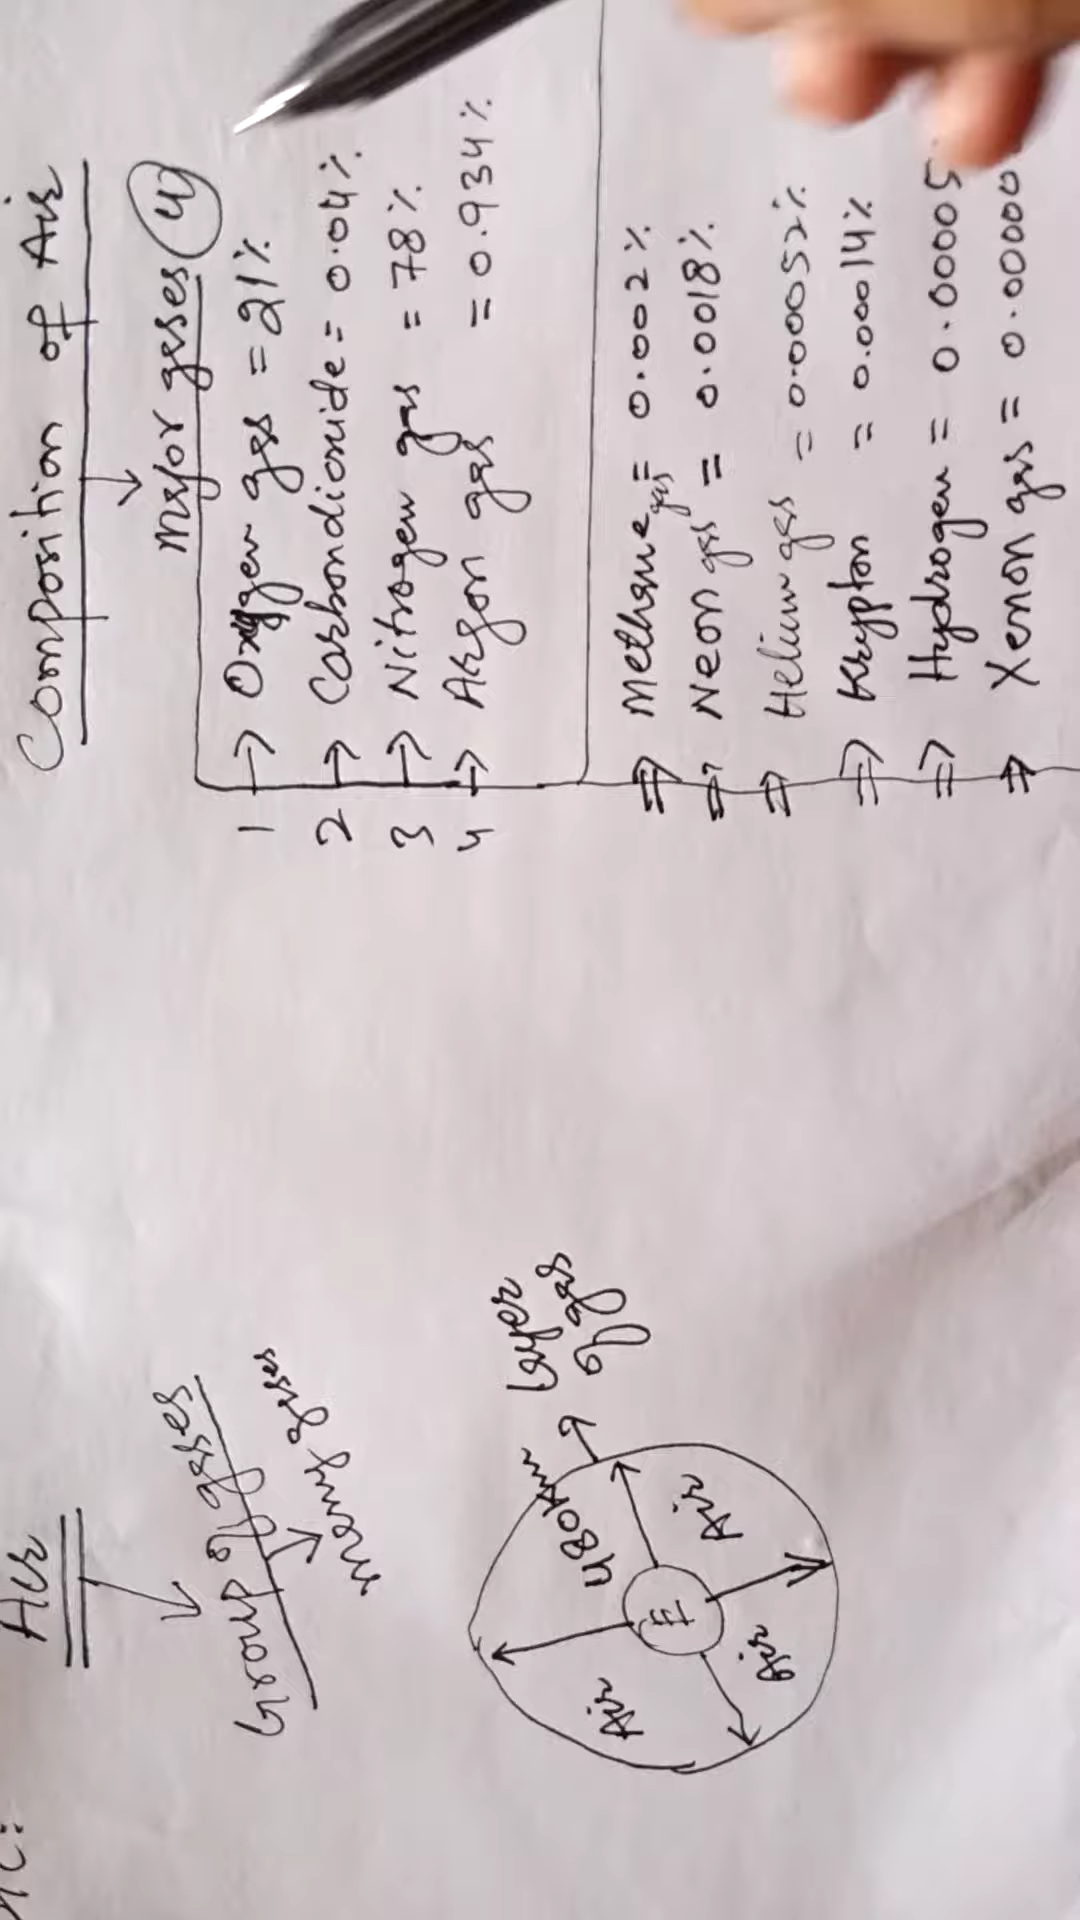 Air
Group of gases
many gases
480Km
layer
of gas
Air
Air
Air
E
Composition of Air
Major gases 4
1 → Oxygen gas = 21%
2 → Carbondioxide = 0.04%
3 → Nitrogen gas = 78%
4 → Argon gas = 0.934%
⇒ Methane gas = 0.002%
⇒ Neon gas = 0.0018%
⇒ Helium gas = 0.00052%
⇒ Krypton = 0.00014%
⇒ Hydrogen = 0.00005
⇒ Xenon gas = 0.00000